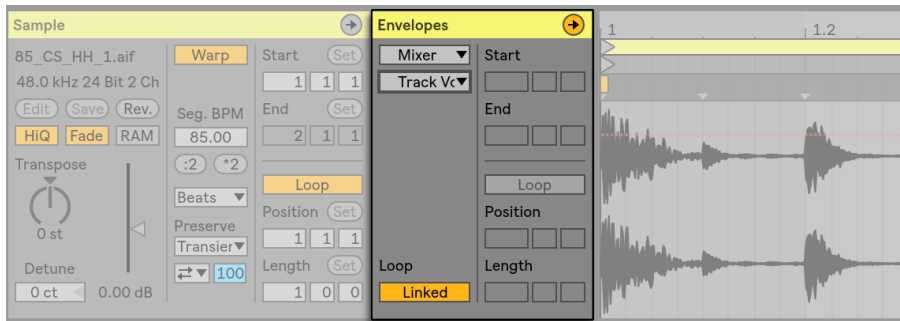 Sample
85_CS_HH_1.aif
48.0 kHz 24 Bit 2 Ch
Edit Save Rev.
HiQ Fade RAM
Transpose
0 st
Detune
0 ct 0.00 dB
Warp
Seg. BPM
85.00
:2 *2
Beats
Preserve
Transier
100
Start Set
1 1 1
End Set
2 1 1
Loop
Position Set
1 1 1
Length Set
1 0 0
Envelopes
Mixer
Track Vc
Loop
Linked
Start
End
Loop
Position
Length
1 1.2